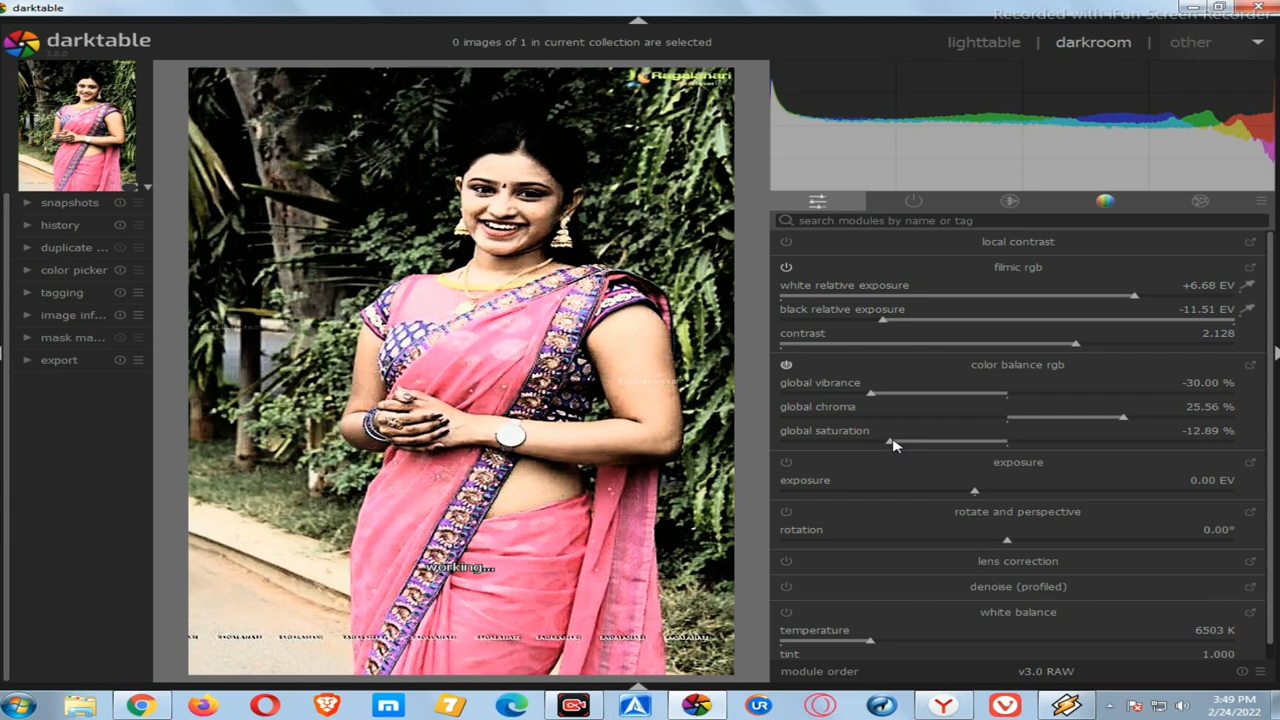 darktable
Recorded with iFun Screen Recorder
darktable
3.6.0
0 images of 1 in current collection are selected
lighttable | darkroom | other
Ragalahari
snapshots
history
duplicate ...
color picker
tagging
image inf...
mask ma...
export
working...
search modules by name or tag
local contrast
filmic rgb
white relative exposure +6.68 EV
black relative exposure -11.51 EV
contrast 2.128
color balance rgb
global vibrance -30.00 %
global chroma 25.56 %
global saturation -12.89 %
exposure
exposure 0.00 EV
rotate and perspective
rotation 0.00°
lens correction
denoise (profiled)
white balance
temperature 6503 K
tint 1.000
module order v3.0 RAW
UR
3:49 PM
2/24/2022